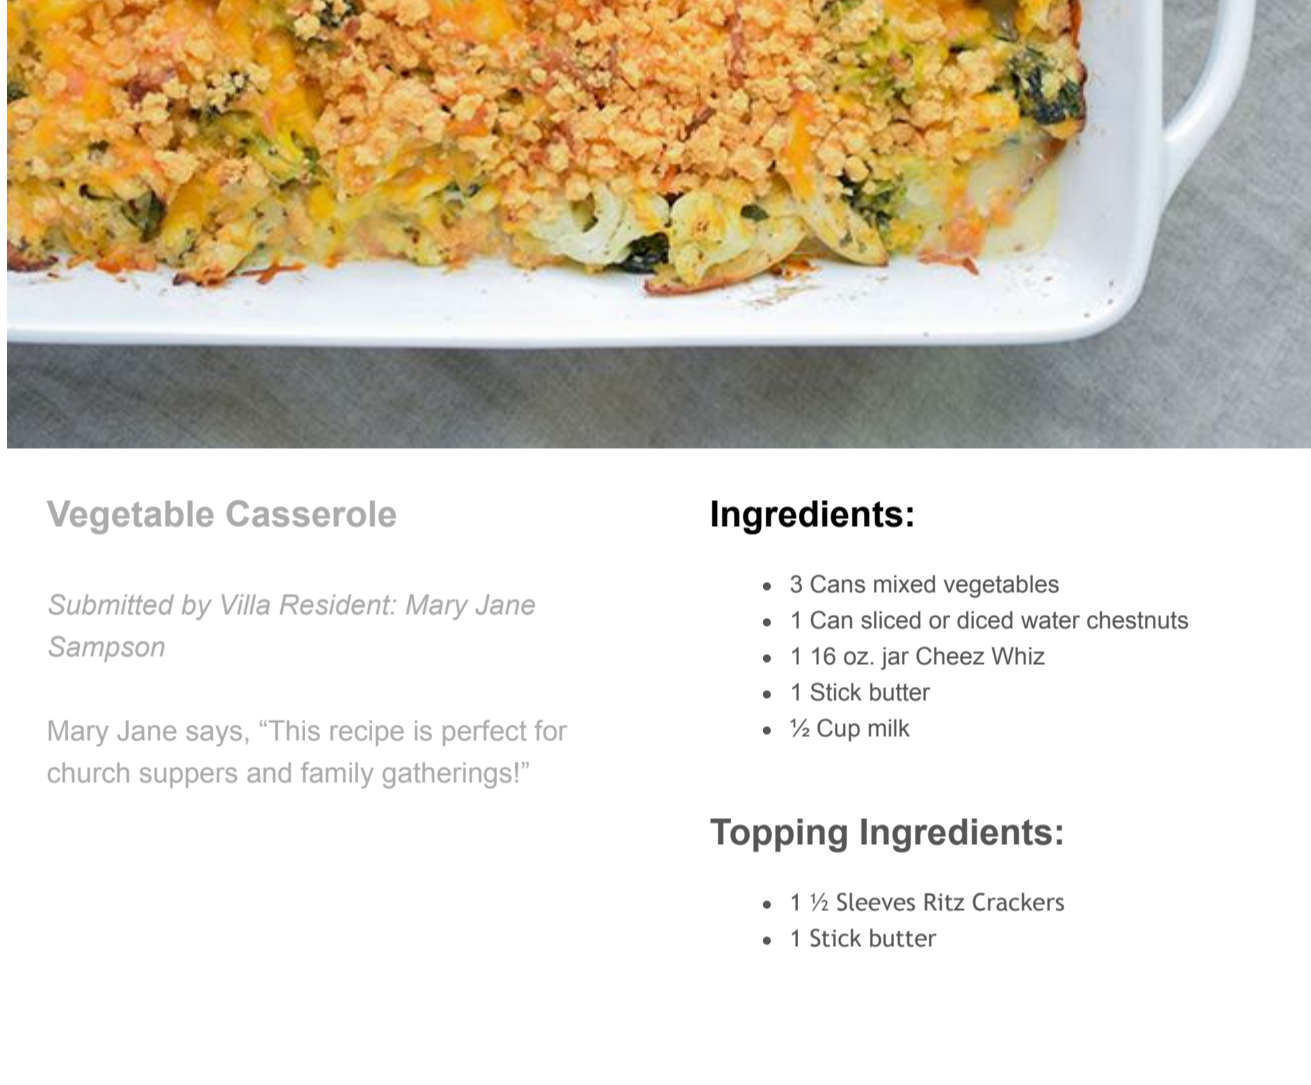 Vegetable Casserole
Submitted by Villa Resident: Mary Jane
Sampson
Mary Jane says, “This recipe is perfect for
church suppers and family gatherings!”
Ingredients:
3 Cans mixed vegetables
1 Can sliced or diced water chestnuts
1 16 oz. jar Cheez Whiz
1 Stick butter
½ Cup milk
Topping Ingredients:
1 ½ Sleeves Ritz Crackers
1 Stick butter